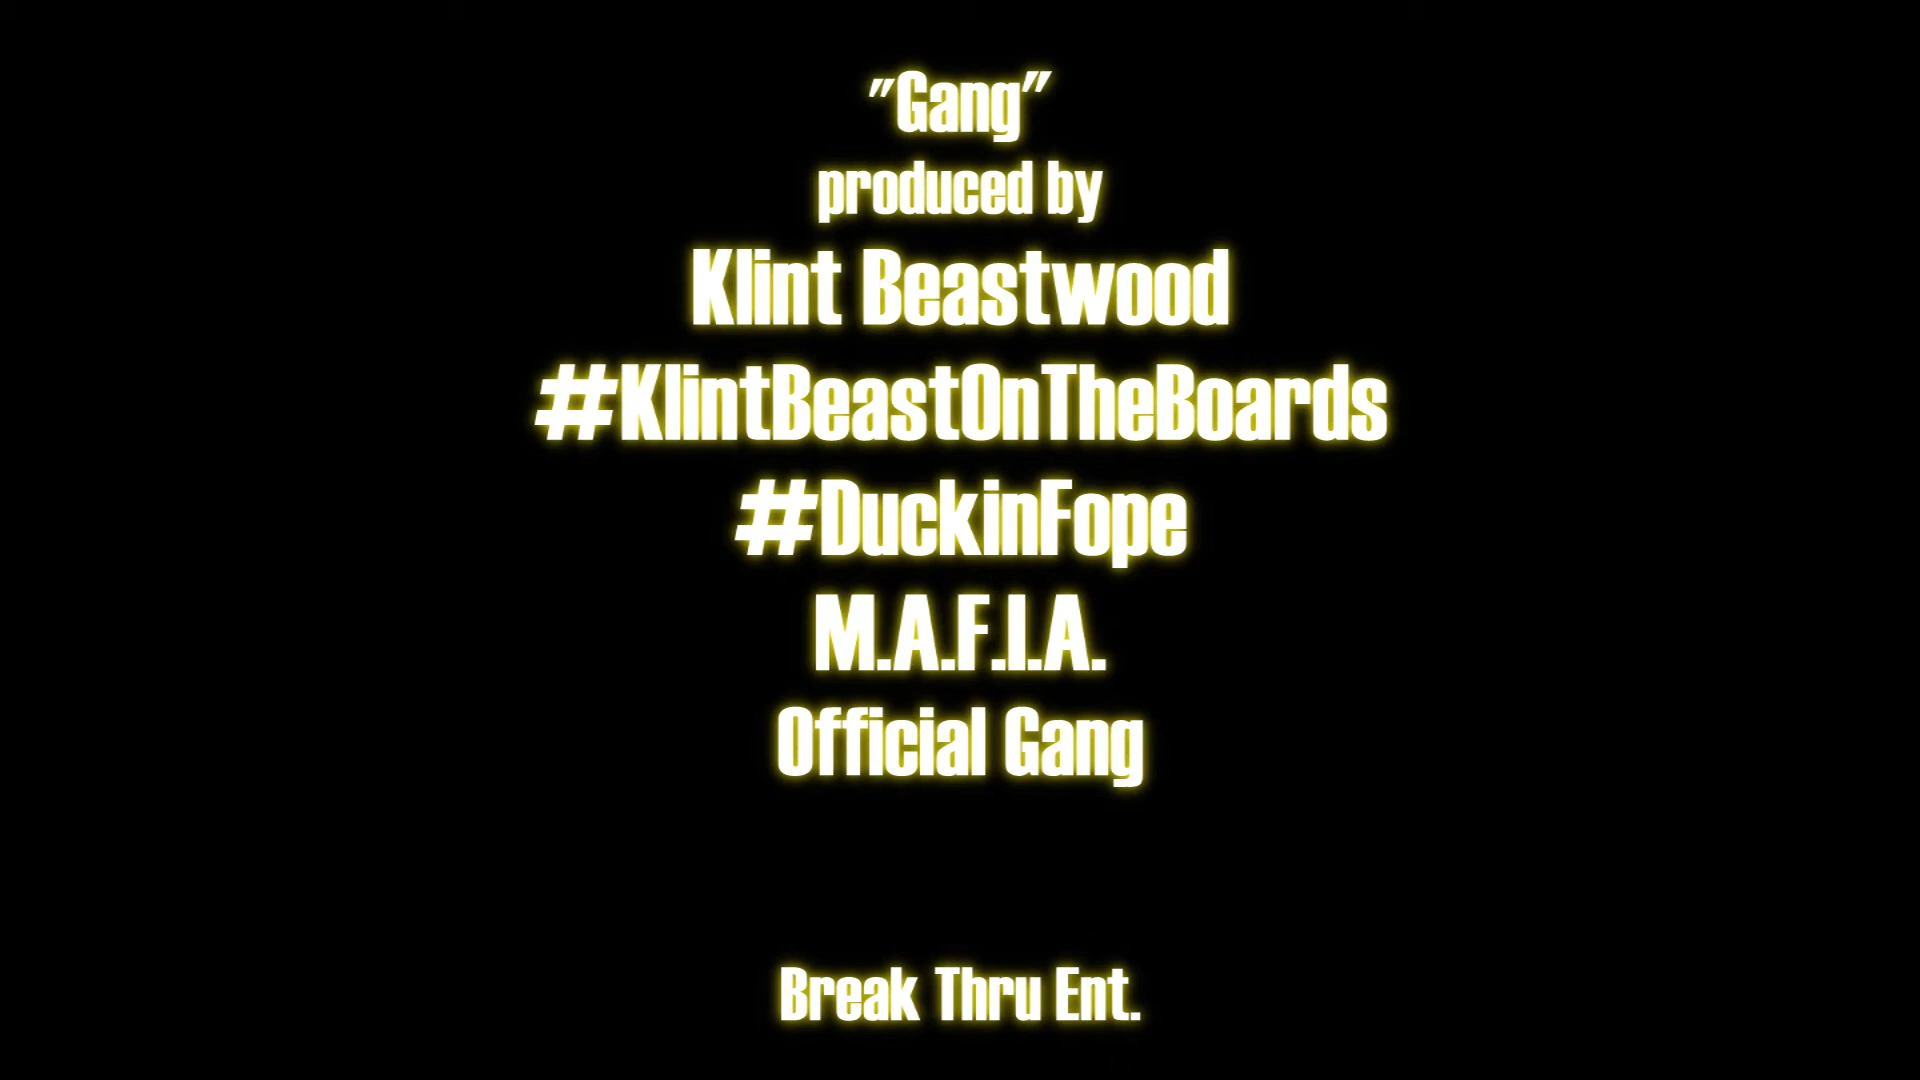 "Gang"
produced by
Klint Beastwood
#KlintBeastOnTheBoards
#DuckinFope
M.A.F.I.A.
Official Gang
Break Thru Ent.